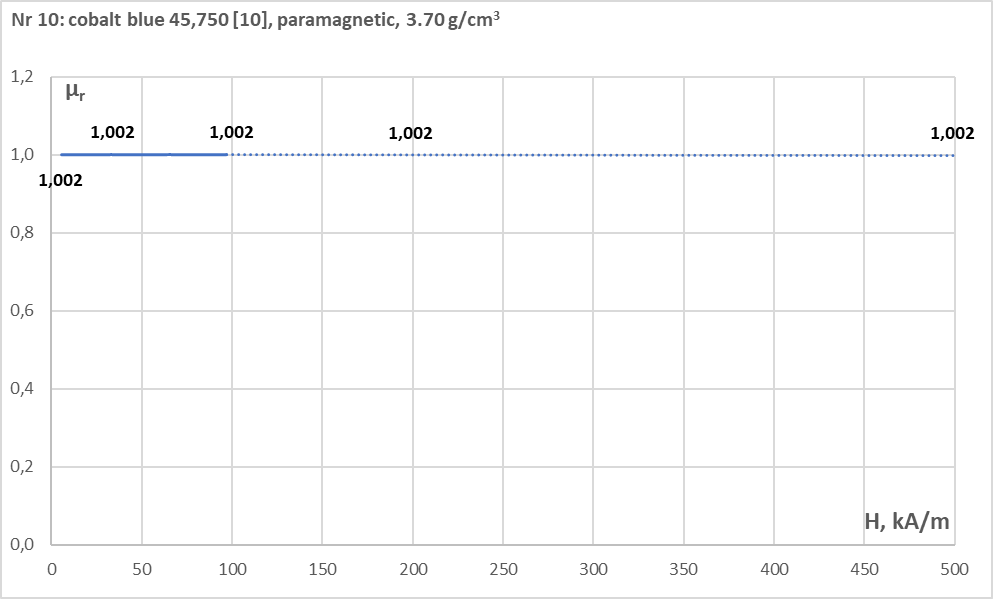 Nr 10: cobalt blue 45,750 [10], paramagnetic, 3.70 g/cm³
1,2
μr
1,002 1,002 1,002 1,002
1,0
1,002
0,8
0,6
0,4
0,2
H, kA/m
0,0
0 50 100 150 200 250 300 350 400 450 500